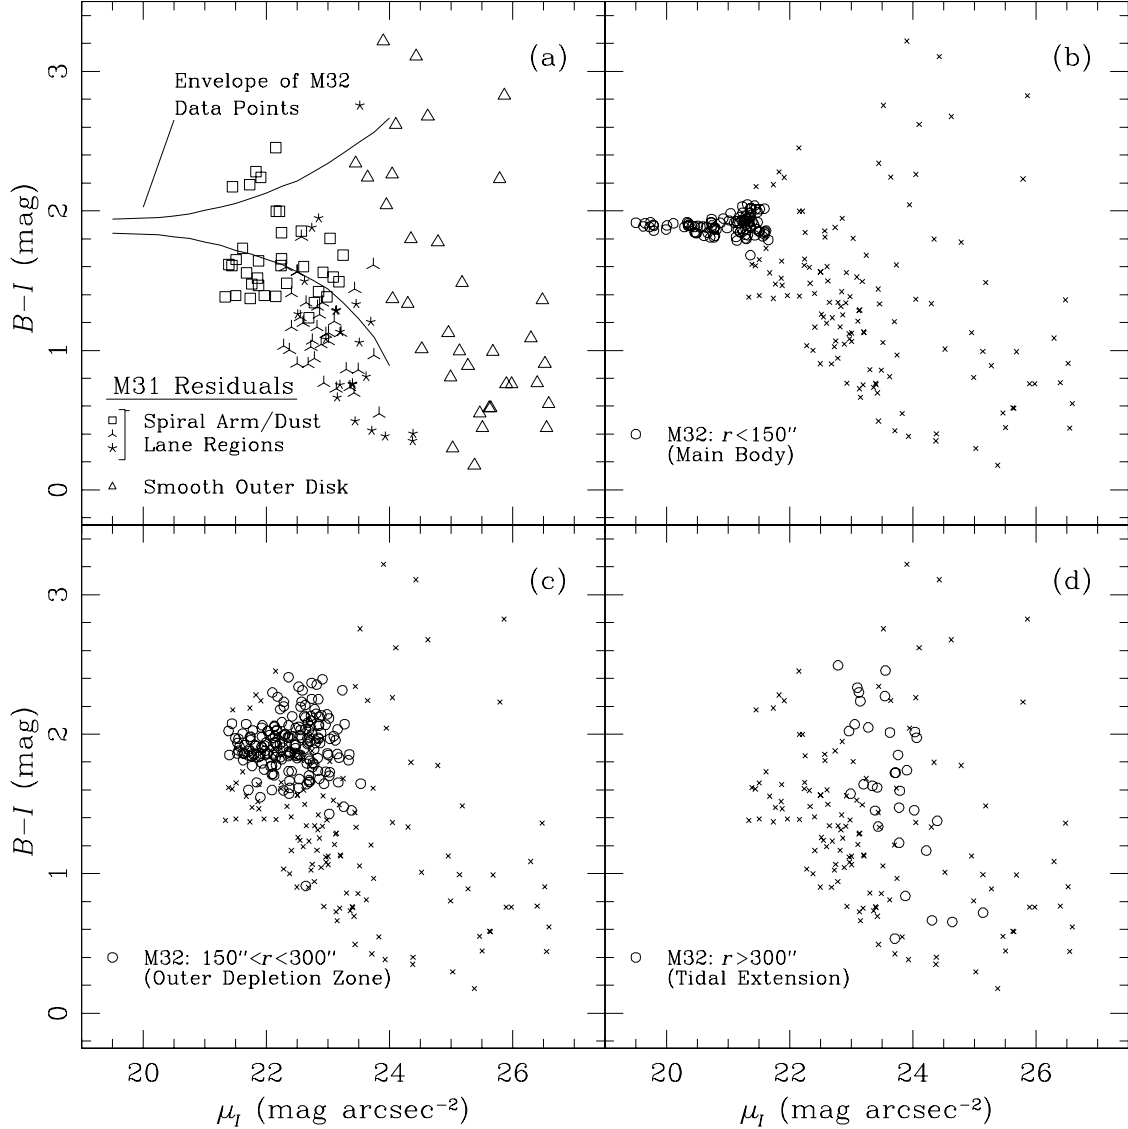 (a)
Envelope of M32
Data Points
M31 Residuals
Spiral Arm/Dust
Lane Regions
Smooth Outer Disk
3
2
1
0
B−I (mag)
(b)
M32: r<150"
(Main Body)
(c)
M32: 150"<r<300"
(Outer Depletion Zone)
3
2
1
0
B−I (mag)
20 22 24 26
μI (mag arcsec−2)
(d)
M32: r>300"
(Tidal Extension)
20 22 24 26
μI (mag arcsec−2)